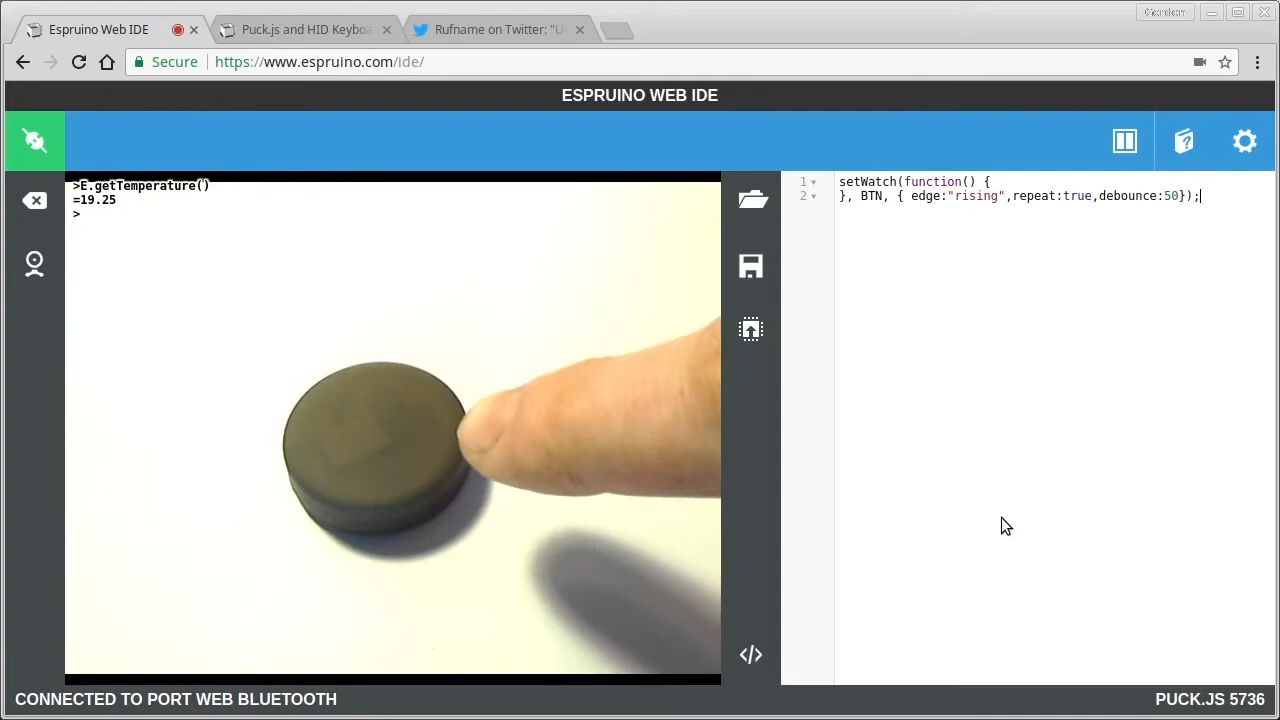 Espruino Web IDE
Puck.js and HID Keyboa
Rufname on Twitter: "U
Secure
https://www.espruino.com/ide/
ESPRUINO WEB IDE
>E.getTemperature()
=19.25
>
1
setWatch(function() {
2
}, BTN, { edge:"rising",repeat:true,debounce:50});
CONNECTED TO PORT WEB BLUETOOTH
PUCK.JS 5736